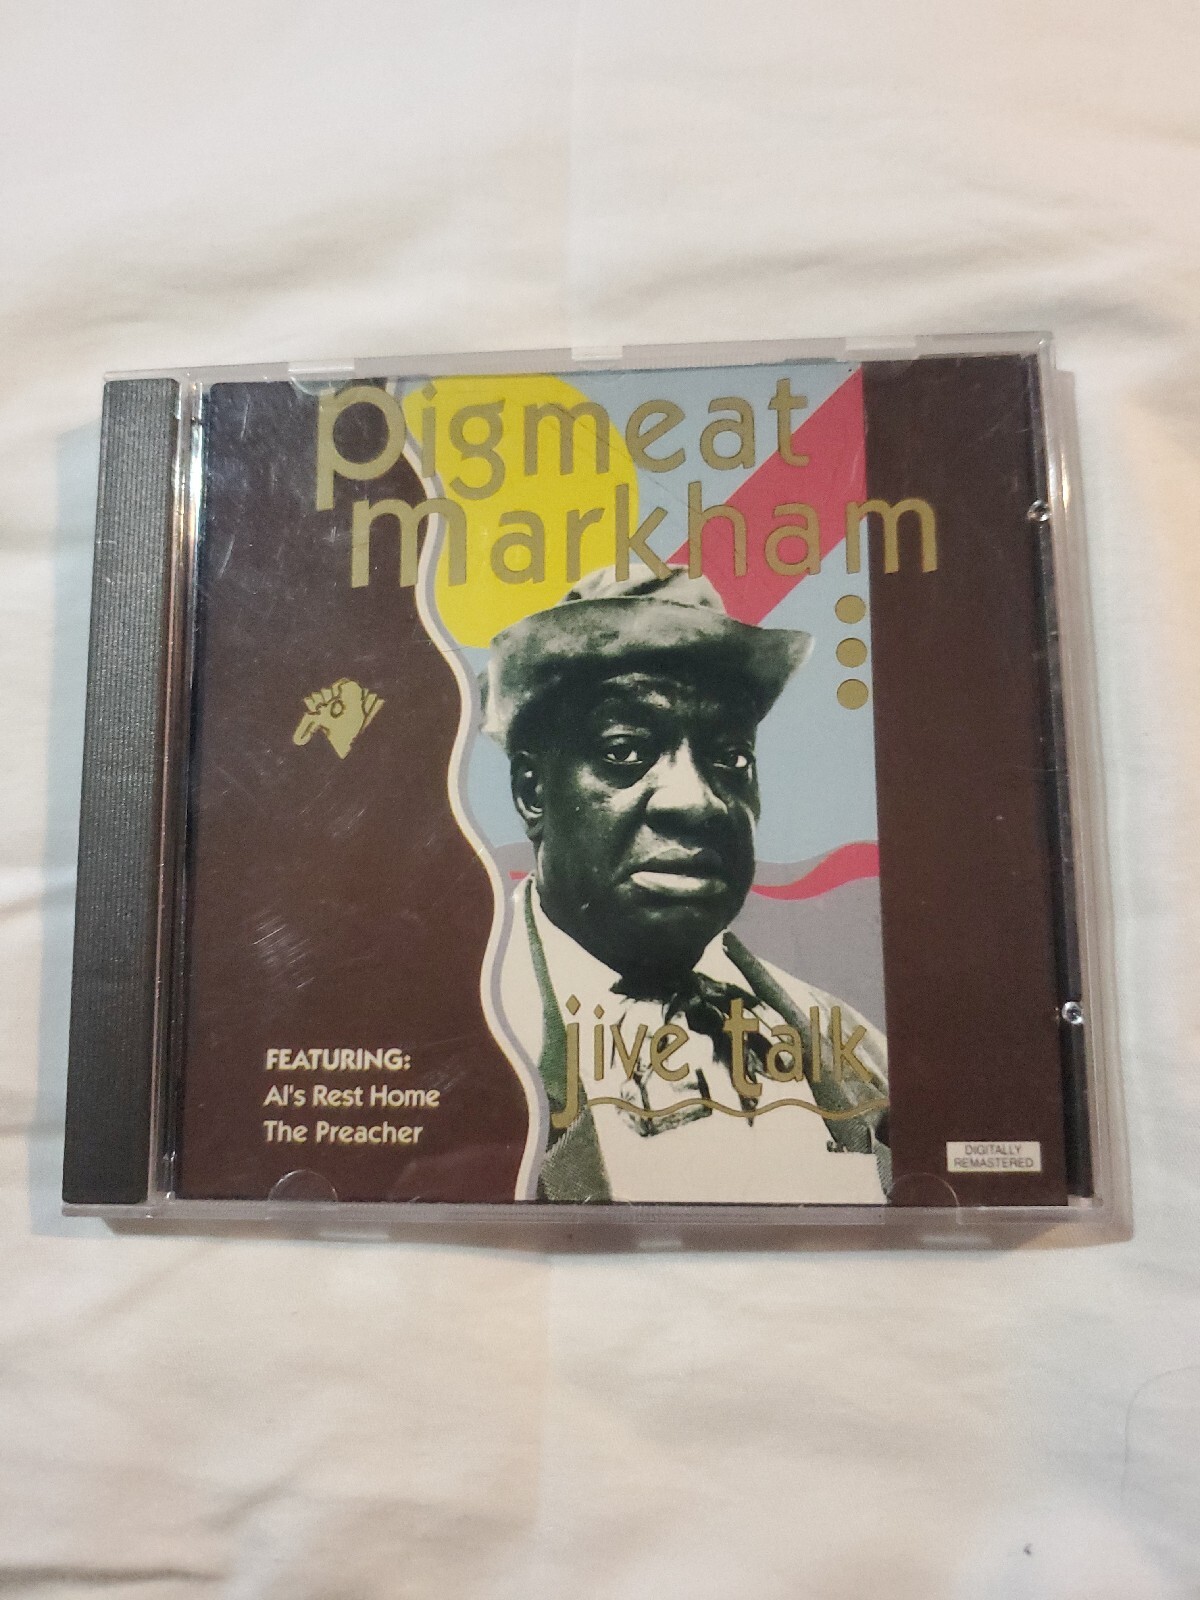 pigmeat
markham
jive talk
FEATURING:
Al's Rest Home
The Preacher
DIGITALLY
REMASTERED